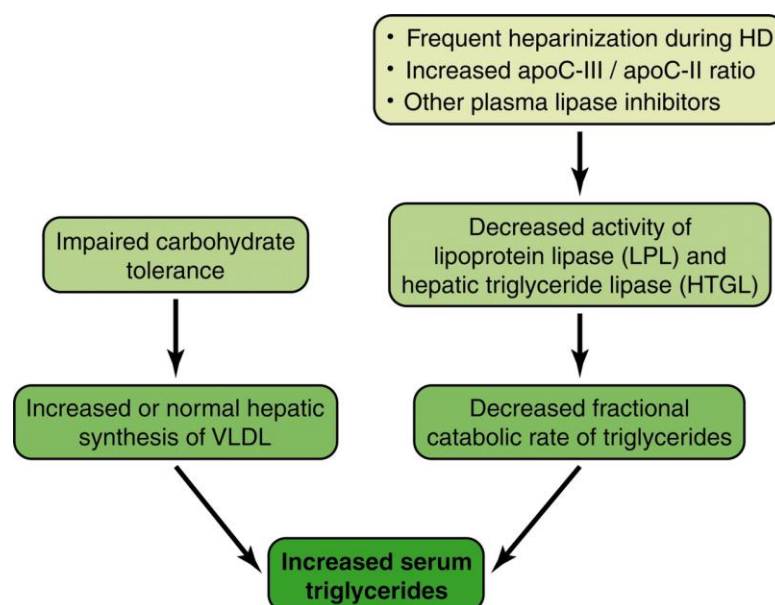 • Frequent heparinization during HD
• Increased apoC-III / apoC-II ratio
• Other plasma lipase inhibitors
Impaired carbohydrate
tolerance
Decreased activity of
lipoprotein lipase (LPL) and
hepatic triglyceride lipase (HTGL)
Increased or normal hepatic
synthesis of VLDL
Decreased fractional
catabolic rate of triglycerides
Increased serum
triglycerides